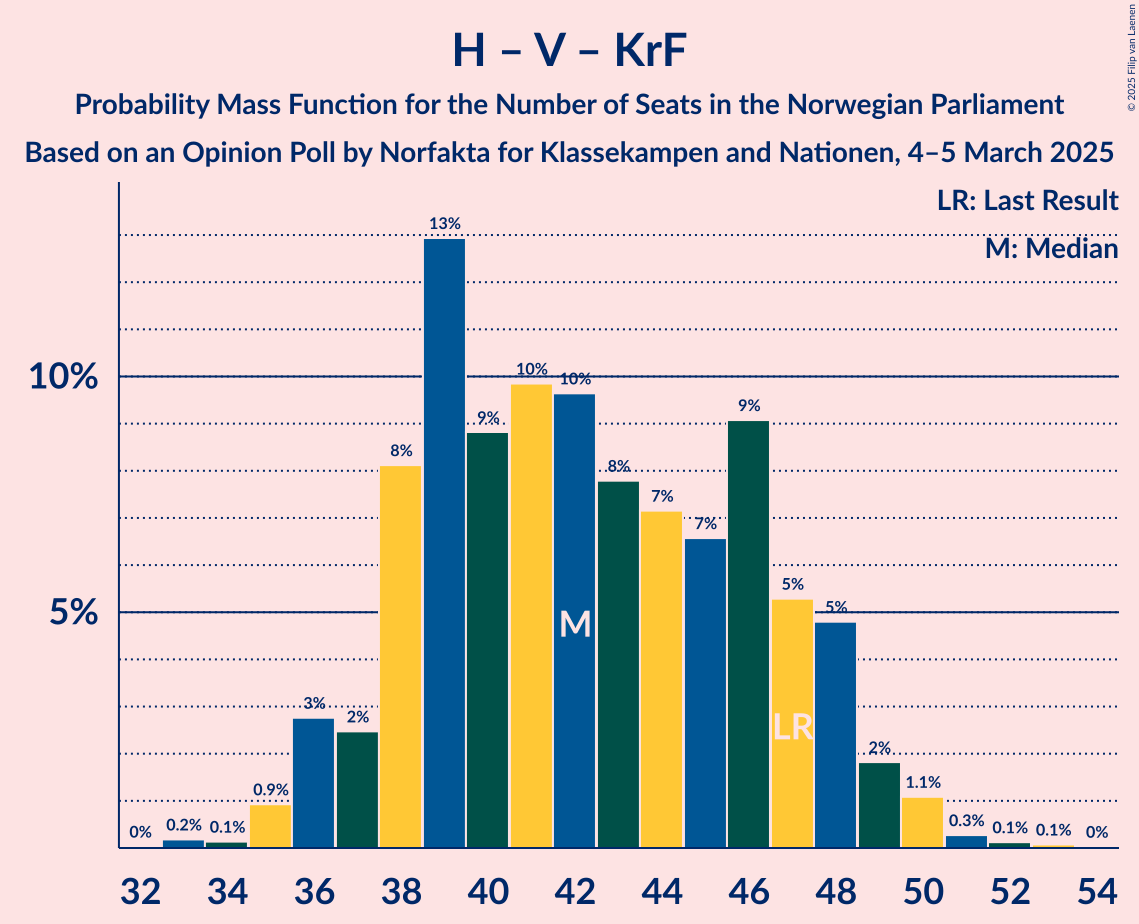 H – V – KrF
Probability Mass Function for the Number of Seats in the Norwegian Parliament
Based on an Opinion Poll by Norfakta for Klassekampen and Nationen, 4–5 March 2025
© 2025 Filip van Laenen
LR: Last Result
M: Median
10%
5%
0%
0.2%
0.1%
0.9%
3%
2%
8%
13%
9%
10%
10%
8%
7%
7%
9%
5%
5%
2%
1.1%
0.3%
0.1%
0.1%
0%
M
LR
32 34 36 38 40 42 44 46 48 50 52 54